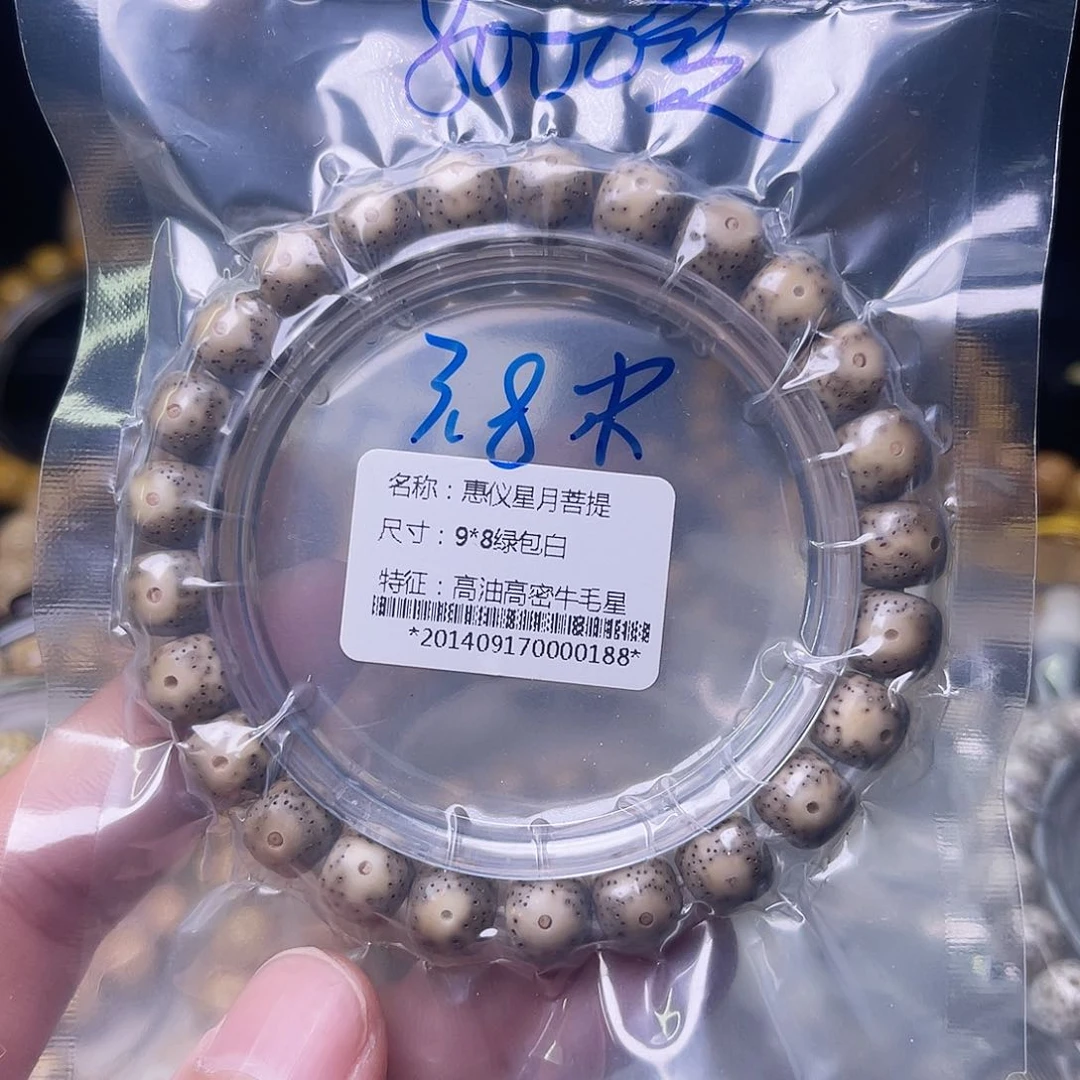 名称：惠仪星月菩提
尺寸：9*8绿包白
特征：高油高密牛毛星
*201409170000188*